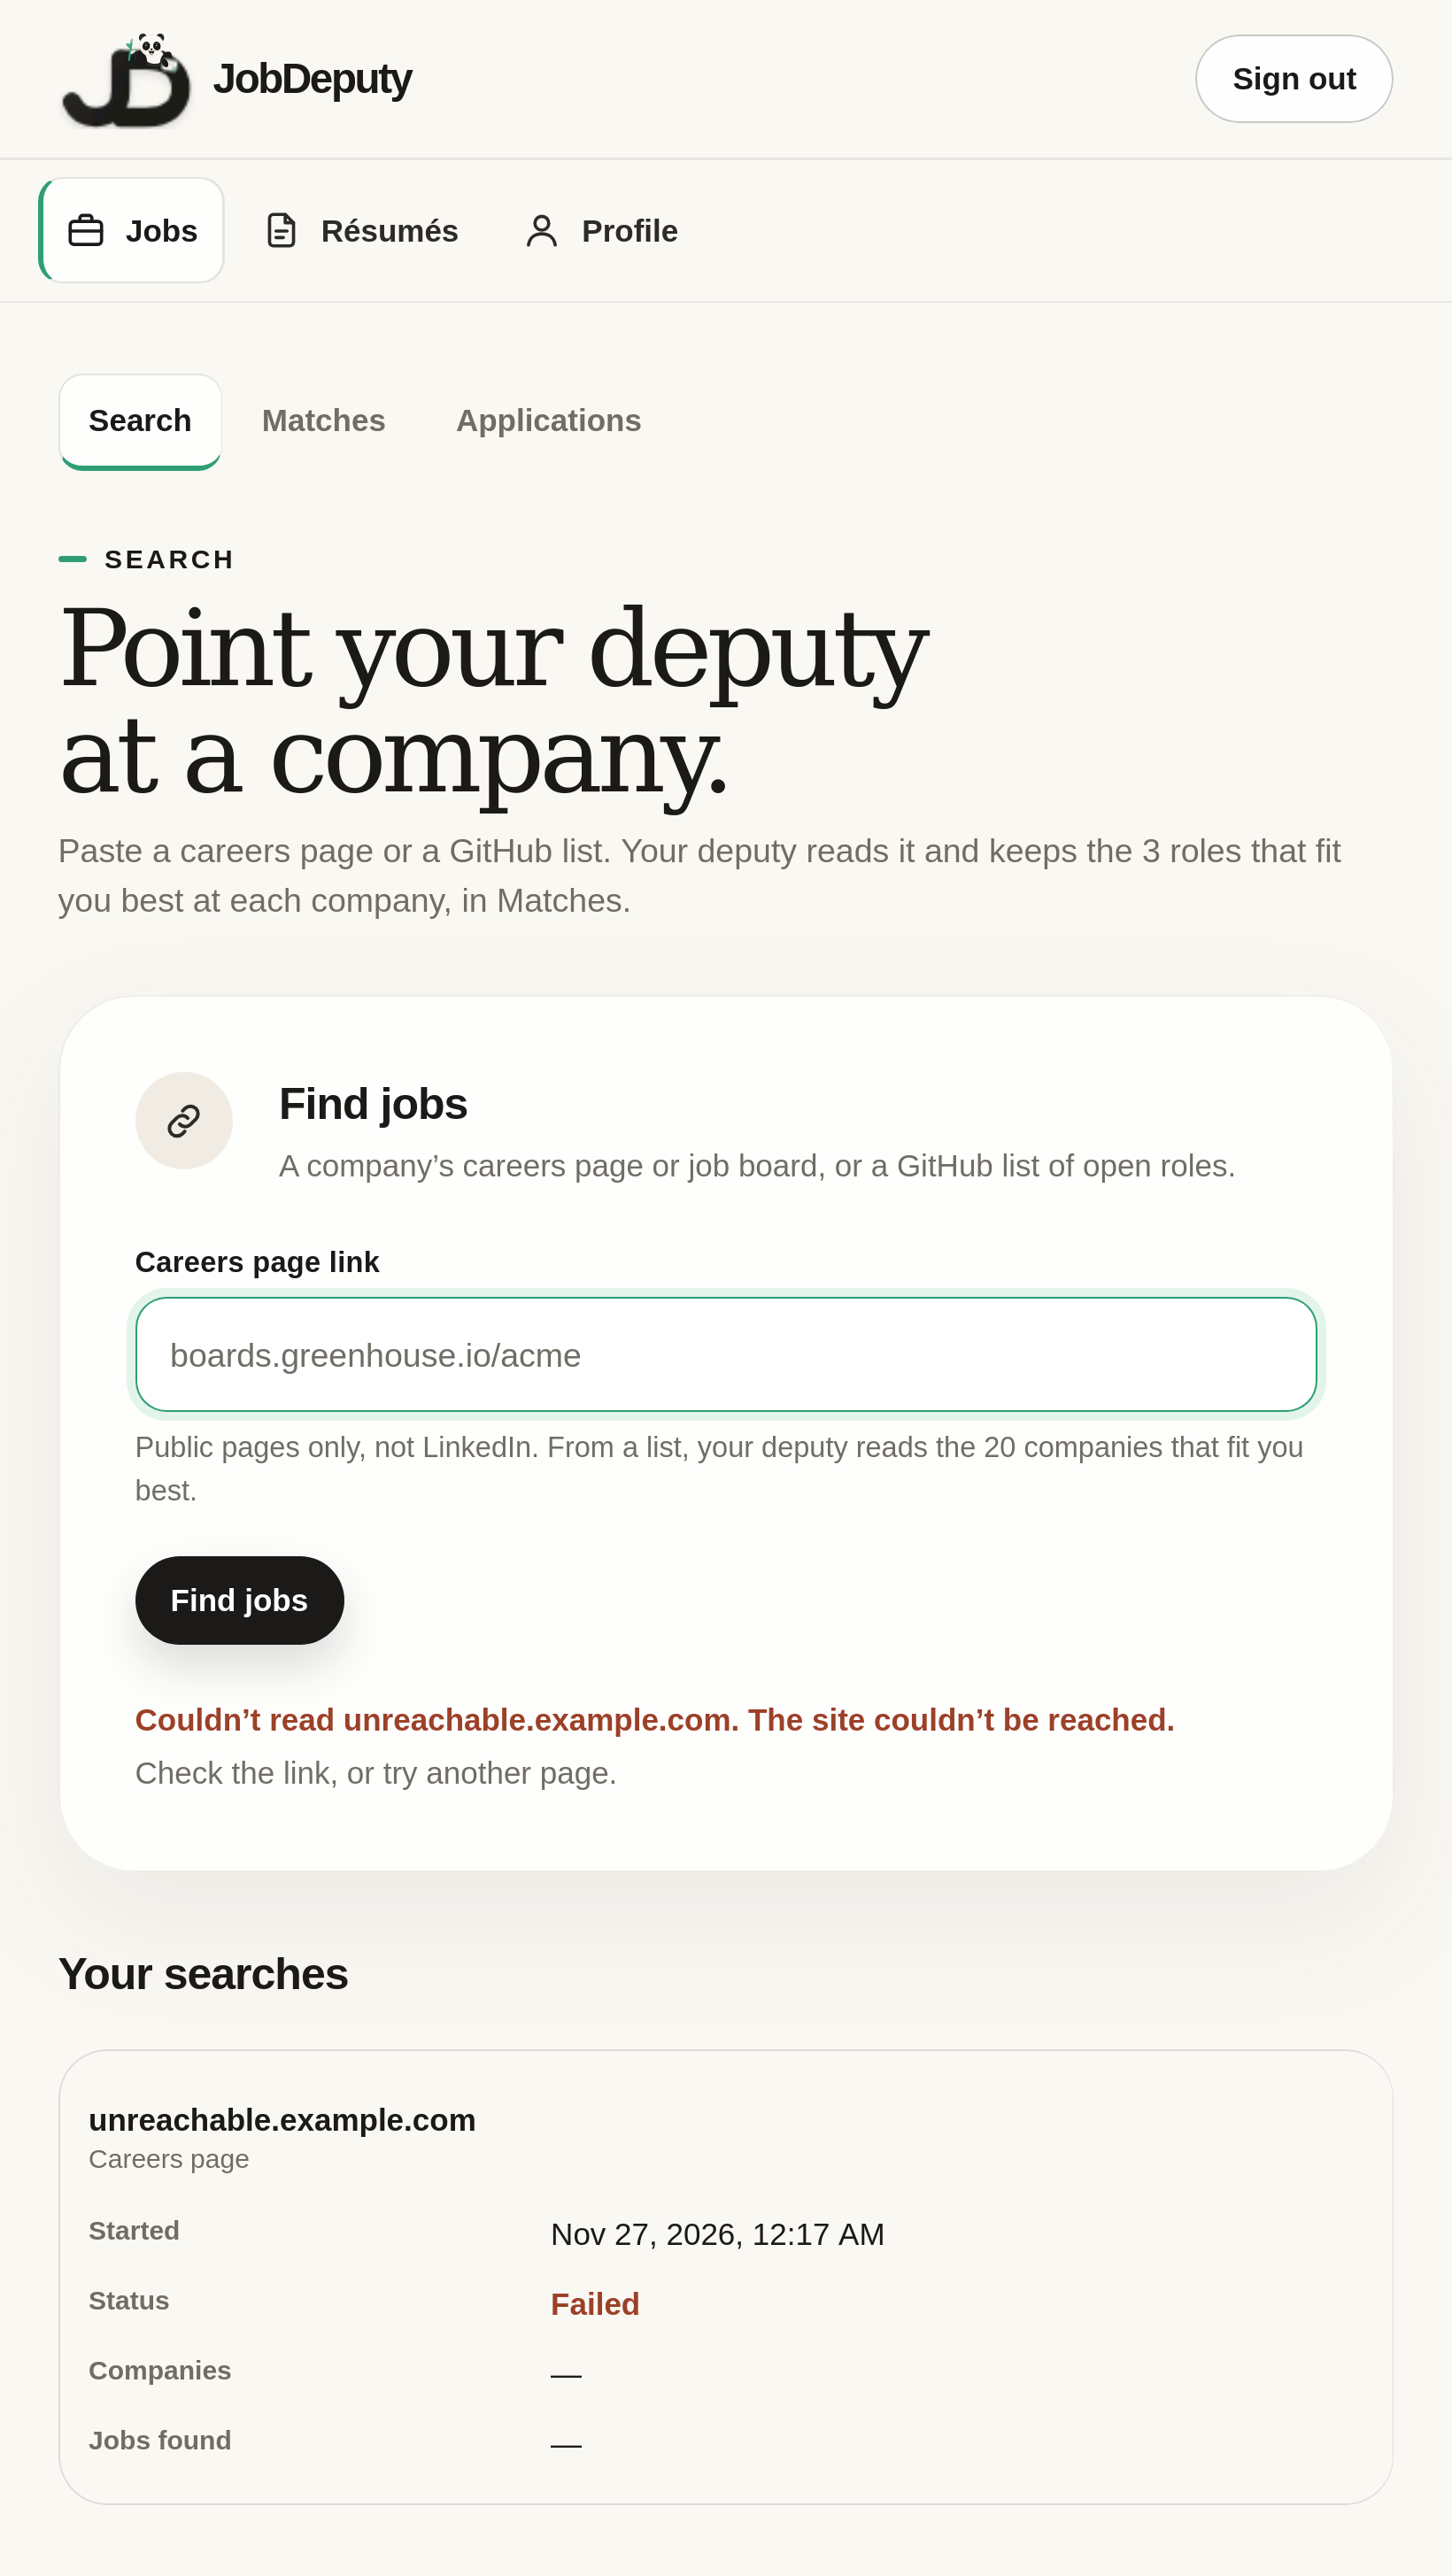 JobDeputy
Sign out
Jobs
Résumés
Profile
Search
Matches
Applications
SEARCH
Point your deputy
at a company.
Paste a careers page or a GitHub list. Your deputy reads it and keeps the 3 roles that fit
you best at each company, in Matches.
Find jobs
A company’s careers page or job board, or a GitHub list of open roles.
Careers page link
boards.greenhouse.io/acme
Public pages only, not LinkedIn. From a list, your deputy reads the 20 companies that fit you
best.
Find jobs
Couldn’t read unreachable.example.com. The site couldn’t be reached.
Check the link, or try another page.
Your searches
unreachable.example.com
Careers page
Started
Nov 27, 2026, 12:17 AM
Status
Failed
Companies
—
Jobs found
—